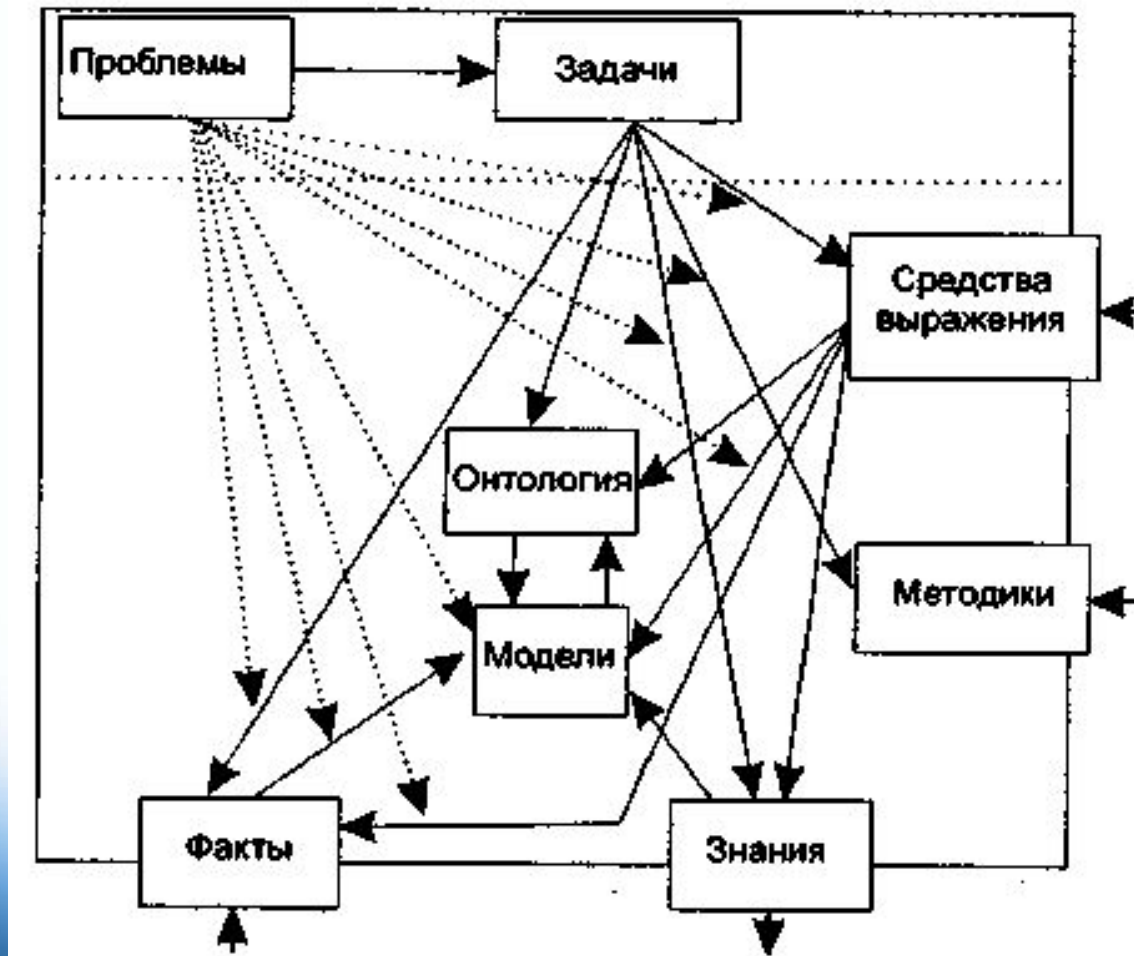 Проблемы
Задачи
Средства
выражения
Онтология
Методики
Модели
Факты
Знания